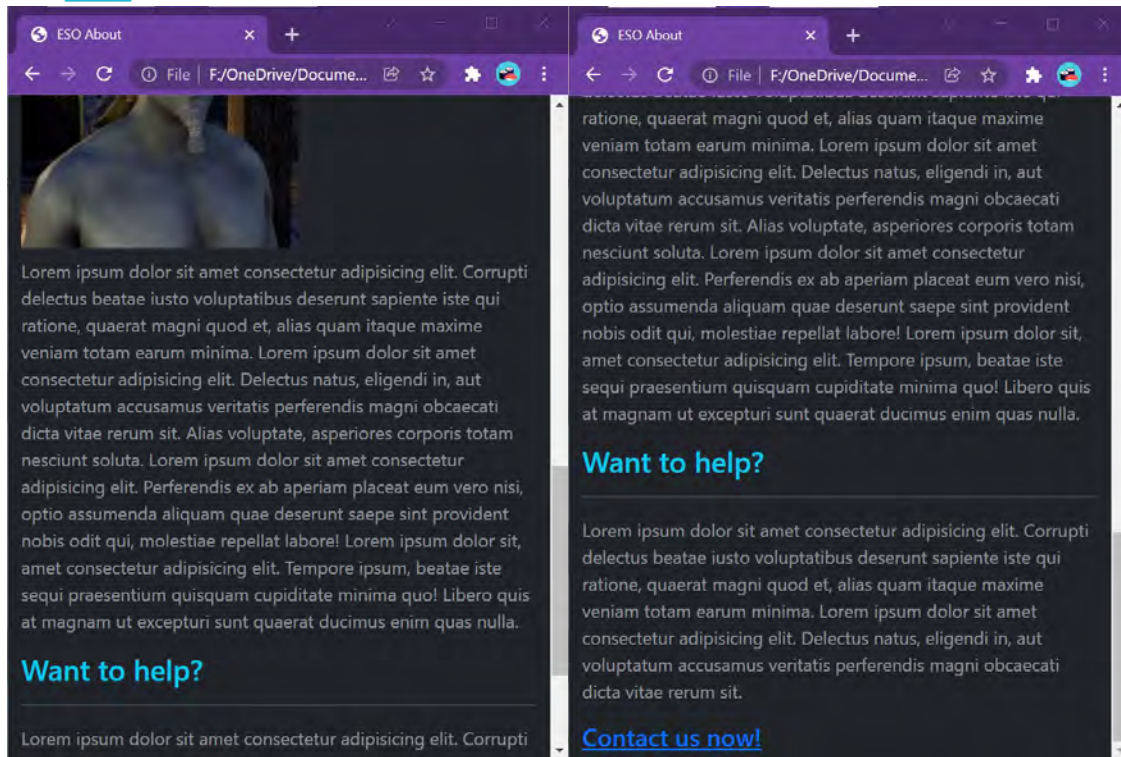 ESO About
File | F:/OneDrive/Docume...
Lorem ipsum dolor sit amet consectetur adipisicing elit. Corrupti
delectus beatae iusto voluptatibus deserunt sapiente iste qui
ratione, quaerat magni quod et, alias quam itaque maxime
veniam totam earum minima. Lorem ipsum dolor sit amet
consectetur adipisicing elit. Delectus natus, eligendi in, aut
voluptatum accusamus veritatis perferendis magni obcaecati
dicta vitae rerum sit. Alias voluptate, asperiores corporis totam
nesciunt soluta. Lorem ipsum dolor sit amet consectetur
adipisicing elit. Perferendis ex ab aperiam placeat eum vero nisi,
optio assumenda aliquam quae deserunt saepe sint provident
nobis odit qui, molestiae repellat labore! Lorem ipsum dolor sit,
amet consectetur adipisicing elit. Tempore ipsum, beatae iste
sequi praesentium quisquam cupiditate minima quo! Libero quis
at magnam ut excepturi sunt quaerat ducimus enim quas nulla.
Want to help?
Lorem ipsum dolor sit amet consectetur adipisicing elit. Corrupti
ESO About
File | F:/OneDrive/Docume...
ratione, quaerat magni quod et, alias quam itaque maxime
veniam totam earum minima. Lorem ipsum dolor sit amet
consectetur adipisicing elit. Delectus natus, eligendi in, aut
voluptatum accusamus veritatis perferendis magni obcaecati
dicta vitae rerum sit. Alias voluptate, asperiores corporis totam
nesciunt soluta. Lorem ipsum dolor sit amet consectetur
adipisicing elit. Perferendis ex ab aperiam placeat eum vero nisi,
optio assumenda aliquam quae deserunt saepe sint provident
nobis odit qui, molestiae repellat labore! Lorem ipsum dolor sit,
amet consectetur adipisicing elit. Tempore ipsum, beatae iste
sequi praesentium quisquam cupiditate minima quo! Libero quis
at magnam ut excepturi sunt quaerat ducimus enim quas nulla.
Want to help?
Lorem ipsum dolor sit amet consectetur adipisicing elit. Corrupti
delectus beatae iusto voluptatibus deserunt sapiente iste qui
ratione, quaerat magni quod et, alias quam itaque maxime
veniam totam earum minima. Lorem ipsum dolor sit amet
consectetur adipisicing elit. Delectus natus, eligendi in, aut
voluptatum accusamus veritatis perferendis magni obcaecati
dicta vitae rerum sit.
Contact us now!